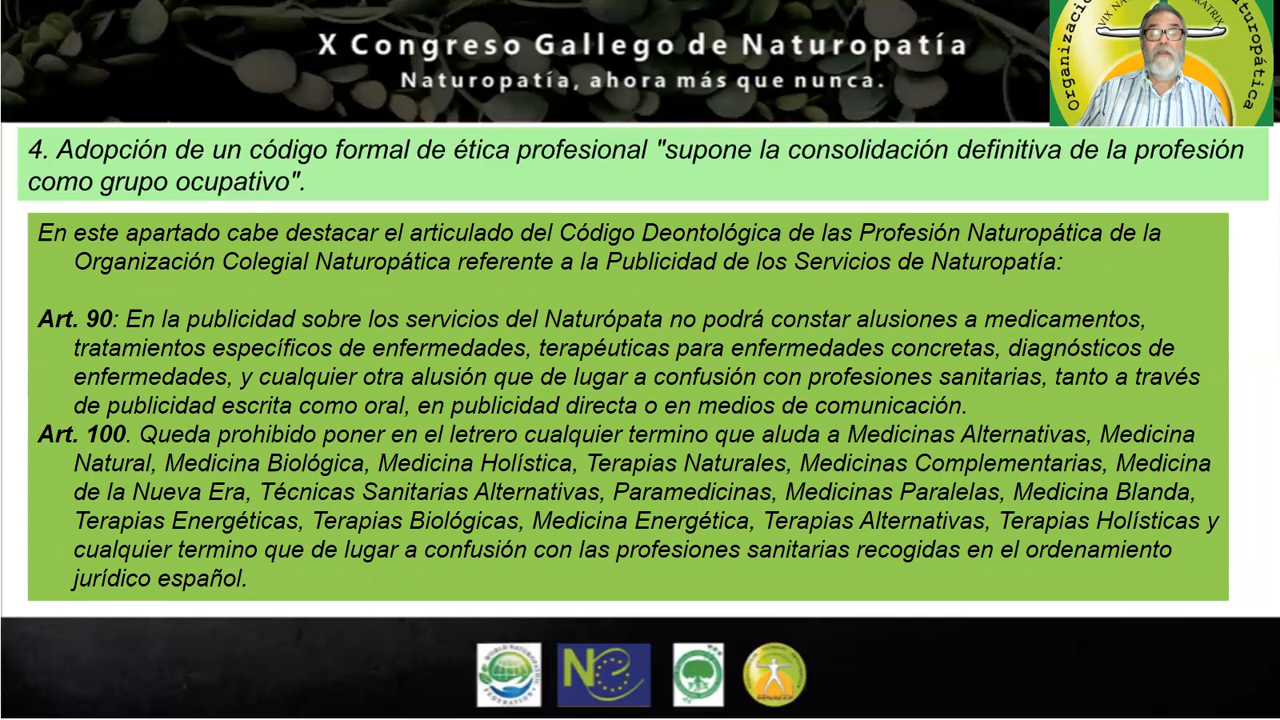 X Congreso Gallego de Naturopatía
Naturopatía, ahora más que nunca.
Organizació
VIX NA
ATRIX
uropática
4. Adopción de un código formal de ética profesional "supone la consolidación definitiva de la profesión
como grupo ocupativo".
En este apartado cabe destacar el articulado del Código Deontológica de las Profesión Naturopática de la
Organización Colegial Naturopática referente a la Publicidad de los Servicios de Naturopatía:
Art. 90: En la publicidad sobre los servicios del Naturópata no podrá constar alusiones a medicamentos,
tratamientos específicos de enfermedades, terapéuticas para enfermedades concretas, diagnósticos de
enfermedades, y cualquier otra alusión que de lugar a confusión con profesiones sanitarias, tanto a través
de publicidad escrita como oral, en publicidad directa o en medios de comunicación.
Art. 100. Queda prohibido poner en el letrero cualquier termino que aluda a Medicinas Alternativas, Medicina
Natural, Medicina Biológica, Medicina Holística, Terapias Naturales, Medicinas Complementarias, Medicina
de la Nueva Era, Técnicas Sanitarias Alternativas, Paramedicinas, Medicinas Paralelas, Medicina Blanda,
Terapias Energéticas, Terapias Biológicas, Medicina Energética, Terapias Alternativas, Terapias Holísticas y
cualquier termino que de lugar a confusión con las profesiones sanitarias recogidas en el ordenamiento
jurídico español.
WORLD NATUROPATHIC
FEDERATION